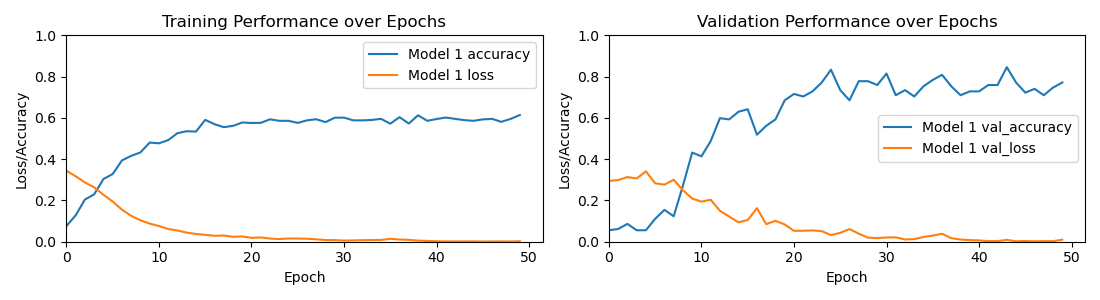 Training Performance over Epochs
Loss/Accuracy
1.0
0.8
0.6
0.4
0.2
0.0
0 10 20 30 40 50
Epoch
Model 1 accuracy
Model 1 loss
Validation Performance over Epochs
Loss/Accuracy
1.0
0.8
0.6
0.4
0.2
0.0
0 10 20 30 40 50
Epoch
Model 1 val_accuracy
Model 1 val_loss